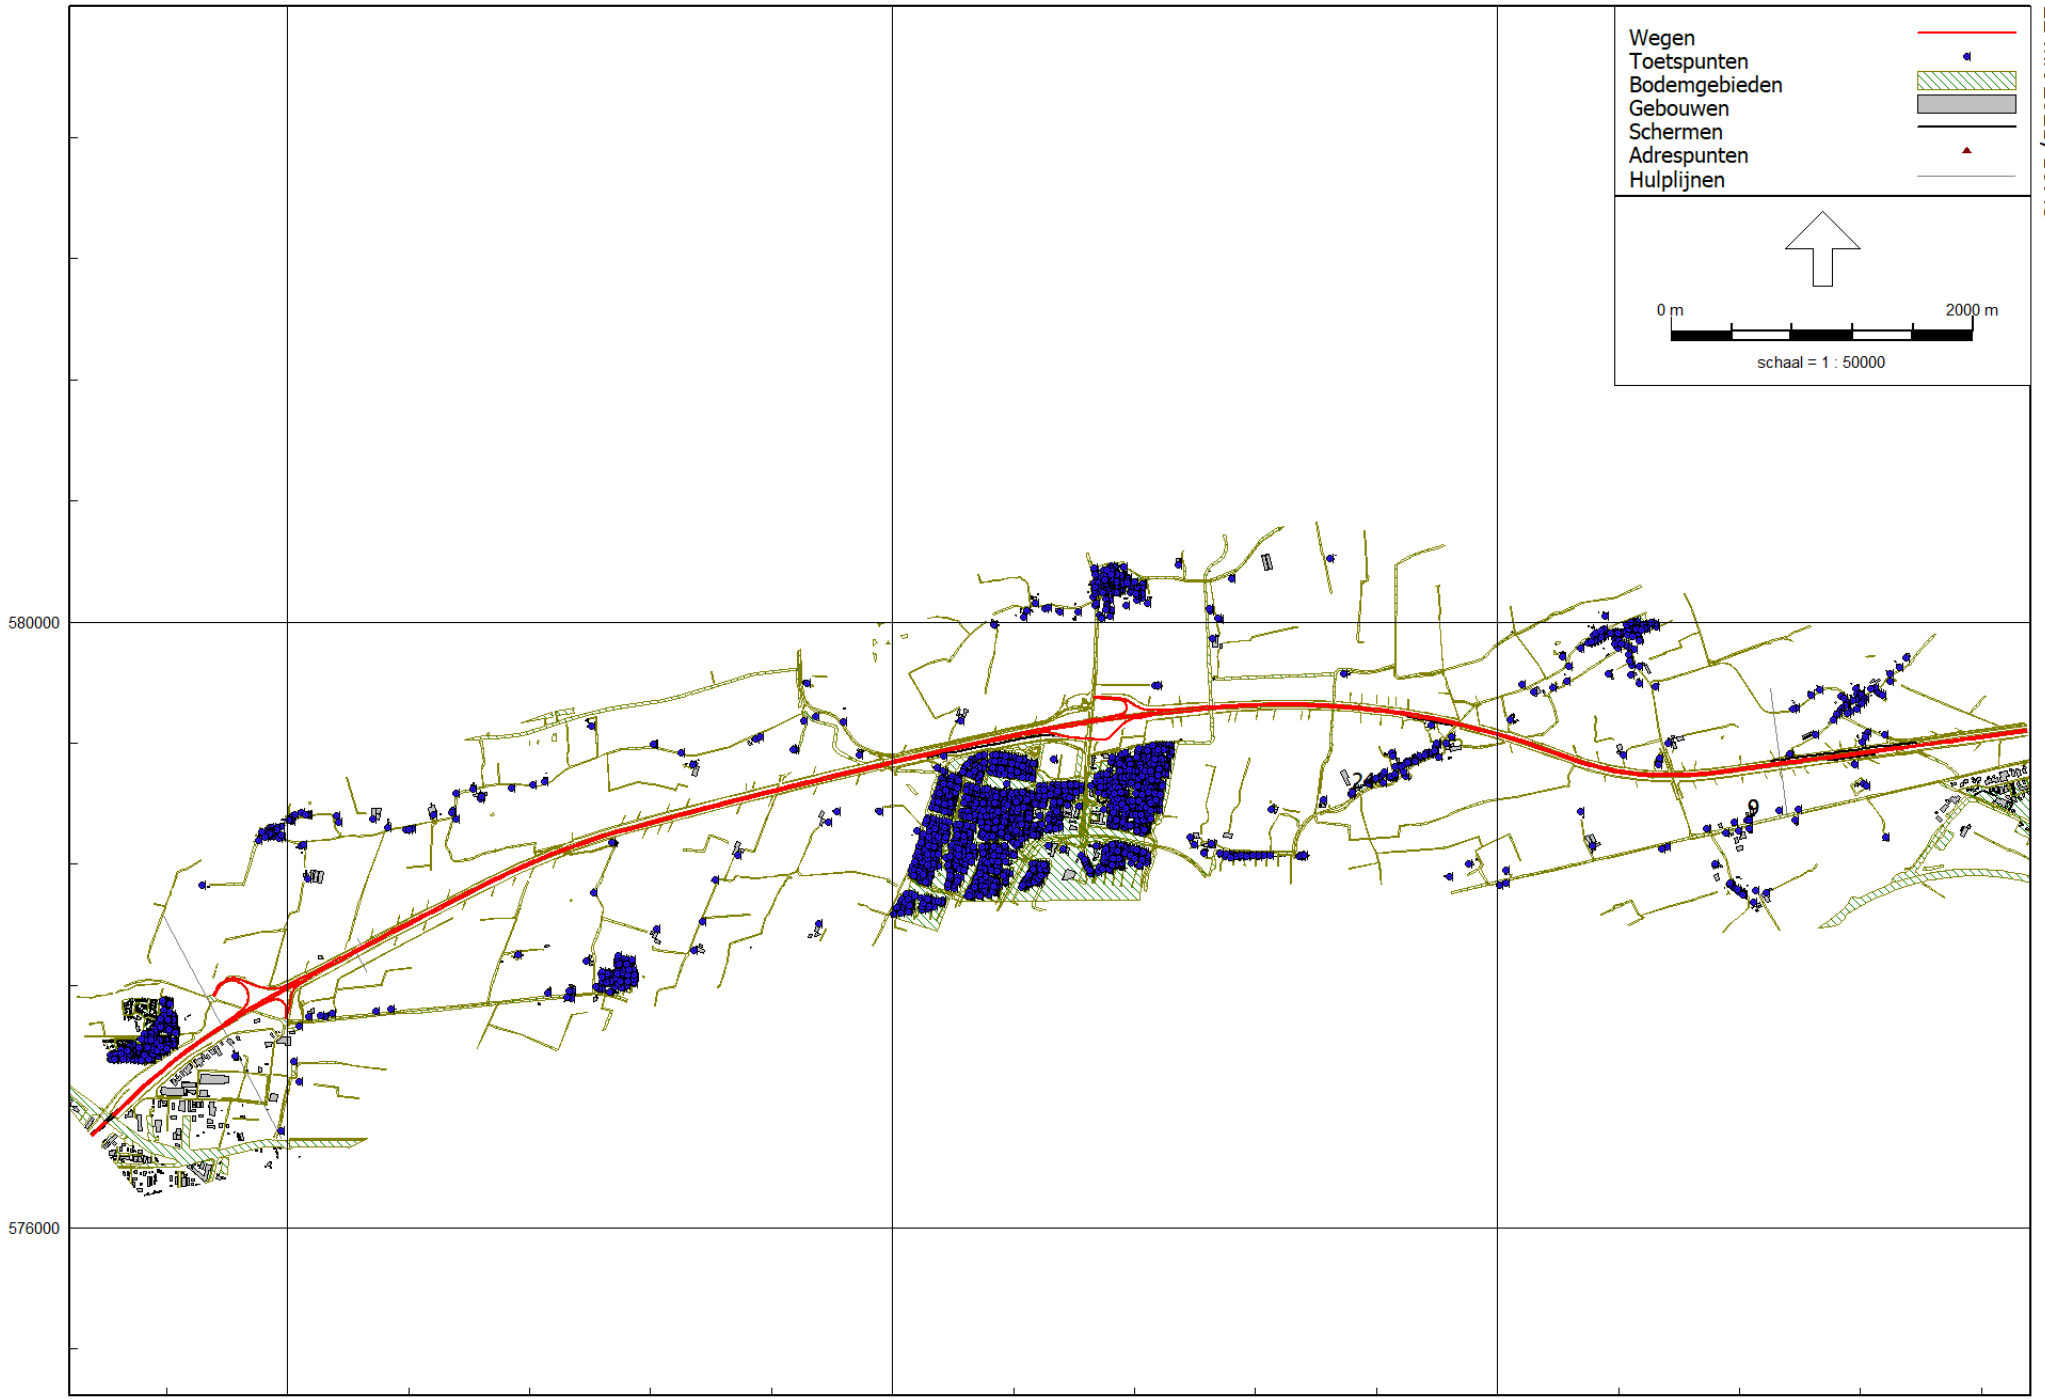 Wegen
Toetspunten
Bodemgebieden
Gebouwen
Schermen
Adrespunten
Hulplijnen
0 m 2000 m
schaal = 1 : 50000
580000
24
9
576000